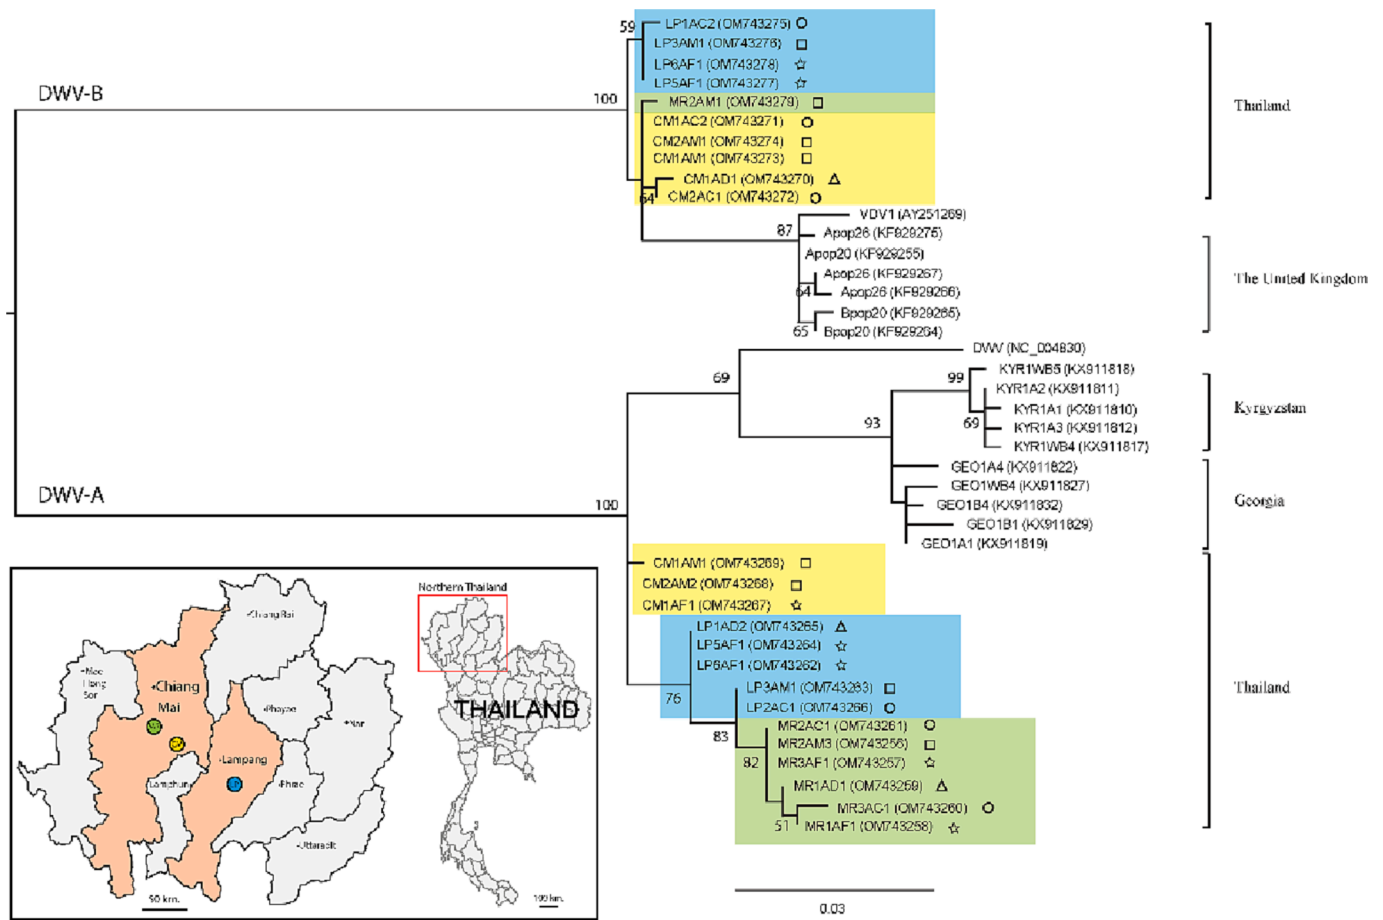 59
LP1AC2 (OM743275)
LP3AM1 (OM743276)
LP6AF1 (OM743278)
LP5AF1 (OM743277)
DWV-B
100
MR2AM1 (OM743279)
Thailand
CM1AC2 (OM743271)
CM2AM1 (OM743274)
CM1AM1 (OM743273)
CM1AD1 (OM743270)
64
CM2AC1 (OM743272)
VDV1 (AY251269)
87
Apop26 (KF929275)
Apop20 (KF929255)
Apop26 (KF929267)
The United Kingdom
64
Apop26 (KF929266)
Bpop20 (KF929265)
65
Bpop20 (KF929264)
DWV (NC_004830)
69
99
KYR1WB5 (KX911818)
KYR1A2 (KX911811)
KYR1A1 (KX911810)
Kyrgyzstan
93
69
KYR1A3 (KX911812)
KYR1WB4 (KX911817)
GEO1A4 (KX911822)
GEO1WB4 (KX911827)
DWV-A
100
GEO1B4 (KX911832)
Georgia
GEO1B1 (KX911829)
GEO1A1 (KX911819)
CM1AM1 (OM743269)
CM2AM2 (OM743268)
CM1AF1 (OM743267)
LP1AD2 (OM743265)
LP5AF1 (OM743264)
LP6AF1 (OM743262)
76
LP3AM1 (OM743263)
Thailand
LP2AC1 (OM743266)
83
MR2AC1 (OM743261)
MR2AM3 (OM743256)
82
MR3AF1 (OM743257)
MR1AD1 (OM743259)
MR3AC1 (OM743260)
51
MR1AF1 (OM743258)
0.03
Northern Thailand
Chiang Rai
Mae
Hong
Son
Chiang
Mai
Phayao
Nan
Lampang
Lamphun
Phrae
Uttaradit
50 km.
THAILAND
100 km.